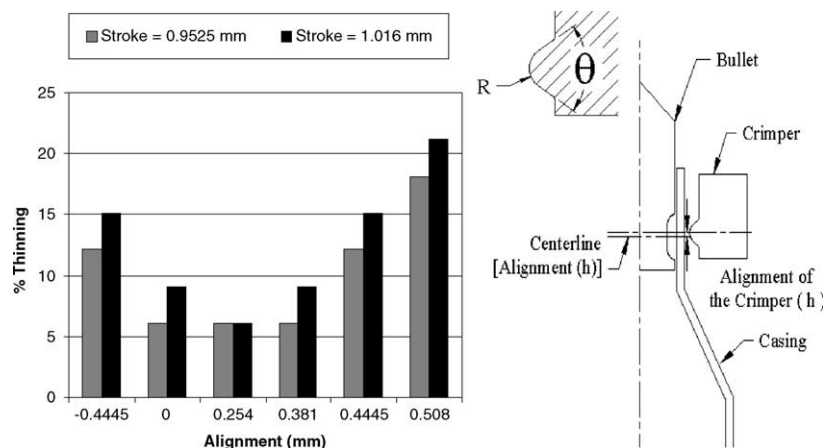 Stroke = 0.9525 mm
Stroke = 1.016 mm
25
20
15
10
5
0
% Thinning
-0.4445
0
0.254
0.381
0.4445
0.508
Alignment (mm)
R
θ
Bullet
Crimper
Centerline
[Alignment (h)]
Alignment of
the Crimper ( h )
Casing